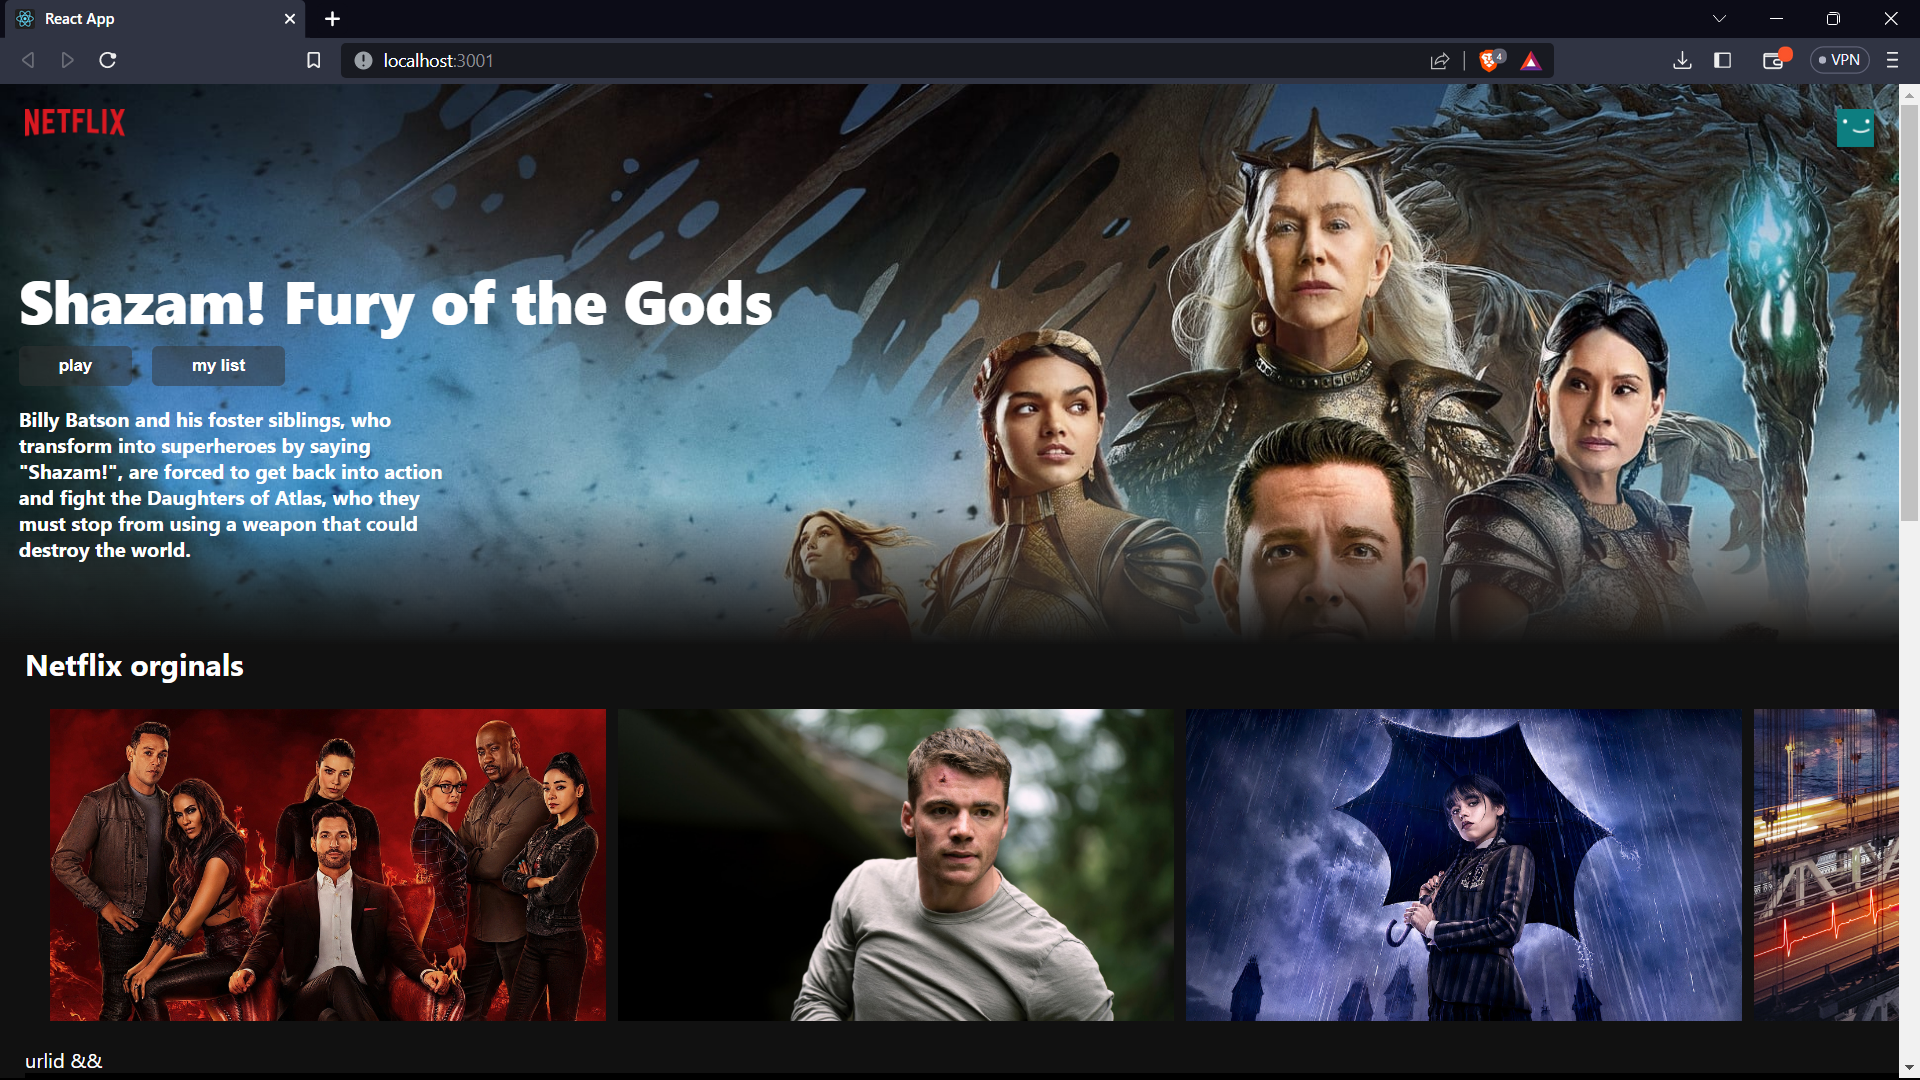 React App
localhost:3001
4
VPN
NETFLIX
Shazam! Fury of the Gods
play
my list
Billy Batson and his foster siblings, who
transform into superheroes by saying
"Shazam!", are forced to get back into action
and fight the Daughters of Atlas, who they
must stop from using a weapon that could
destroy the world.
Netflix orginals
urlid &&